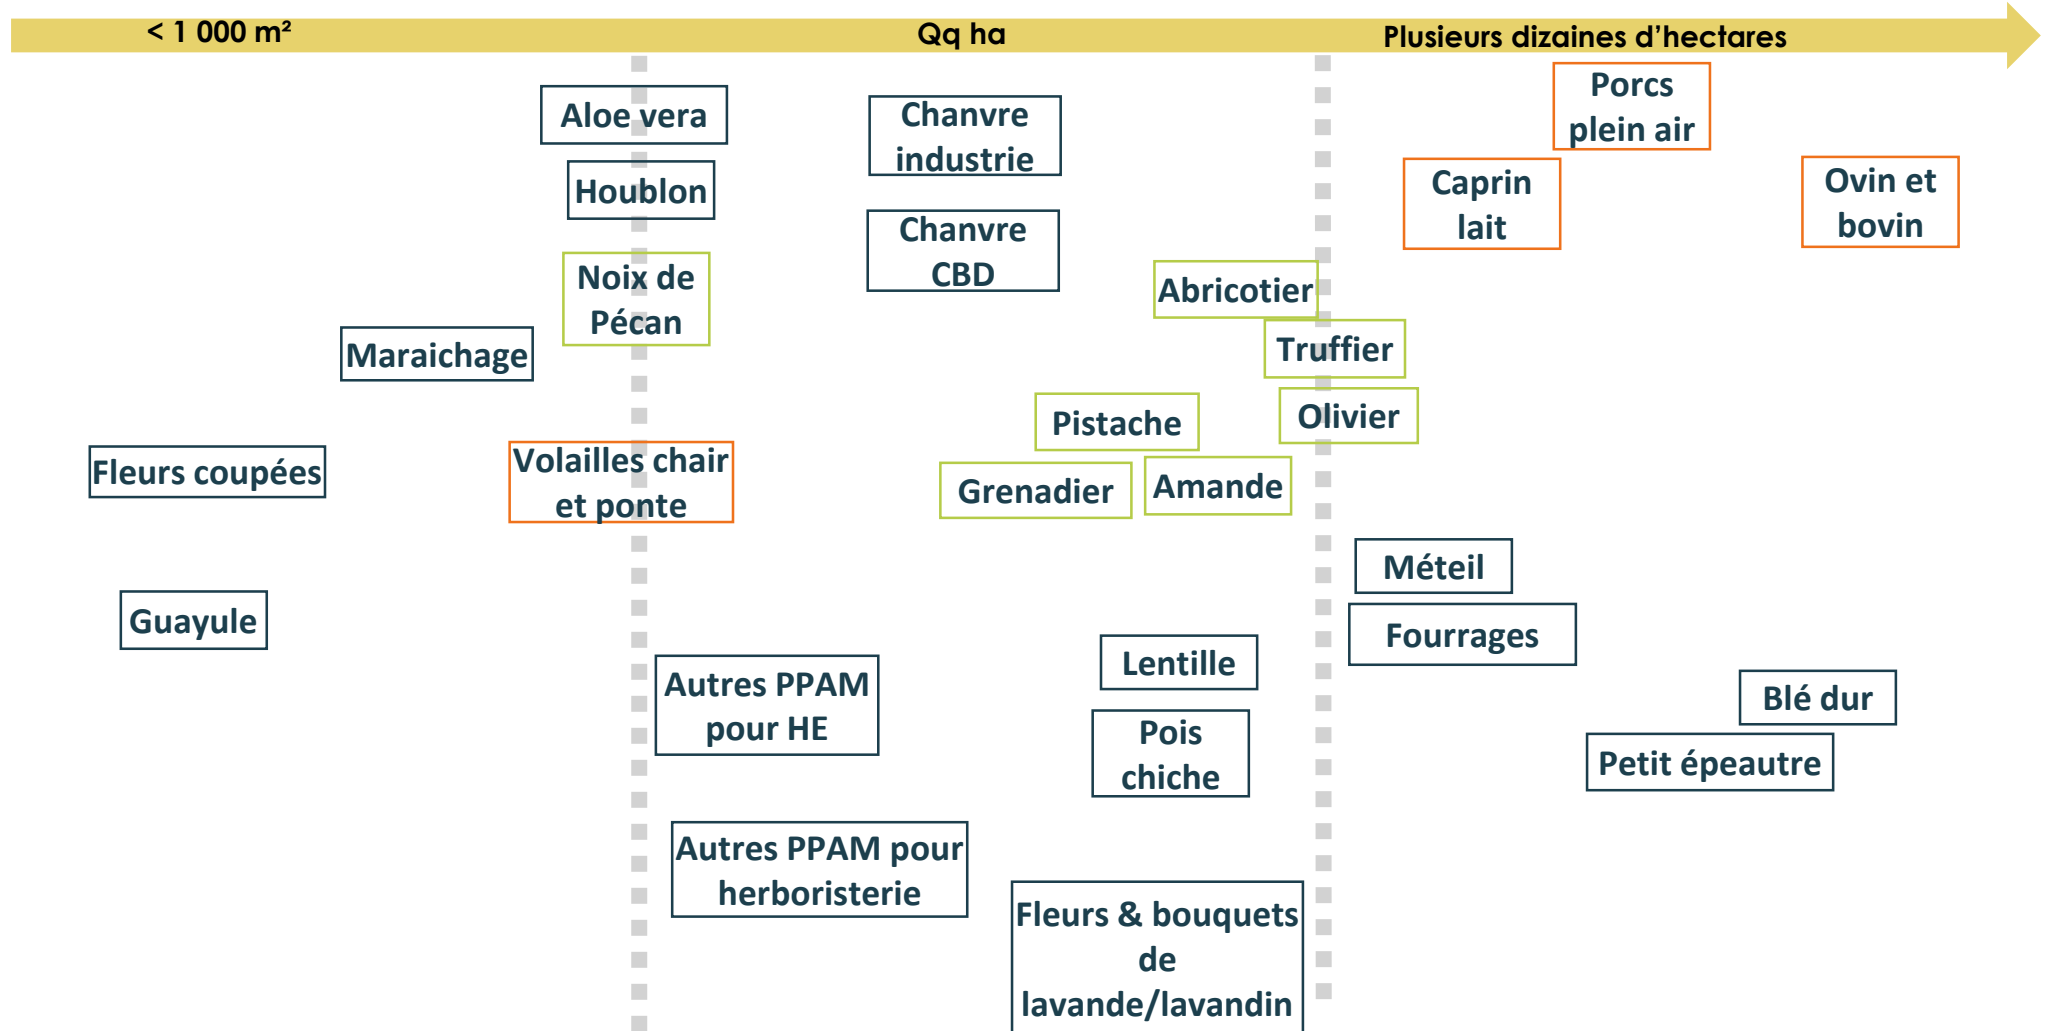 < 1 000 m²
Qq ha
Plusieurs dizaines d’hectares
Porcs
plein air
Aloe vera
Chanvre
industrie
Houblon
Caprin
lait
Ovin et
bovin
Chanvre
CBD
Noix de
Pécan
Abricotier
Maraichage
Truffier
Pistache
Olivier
Fleurs coupées
Volailles chair
et ponte
Grenadier
Amande
Méteil
Guayule
Fourrages
Lentille
Autres PPAM
pour HE
Blé dur
Pois
chiche
Petit épeautre
Autres PPAM pour
herboristerie
Fleurs & bouquets
de
lavande/lavandin